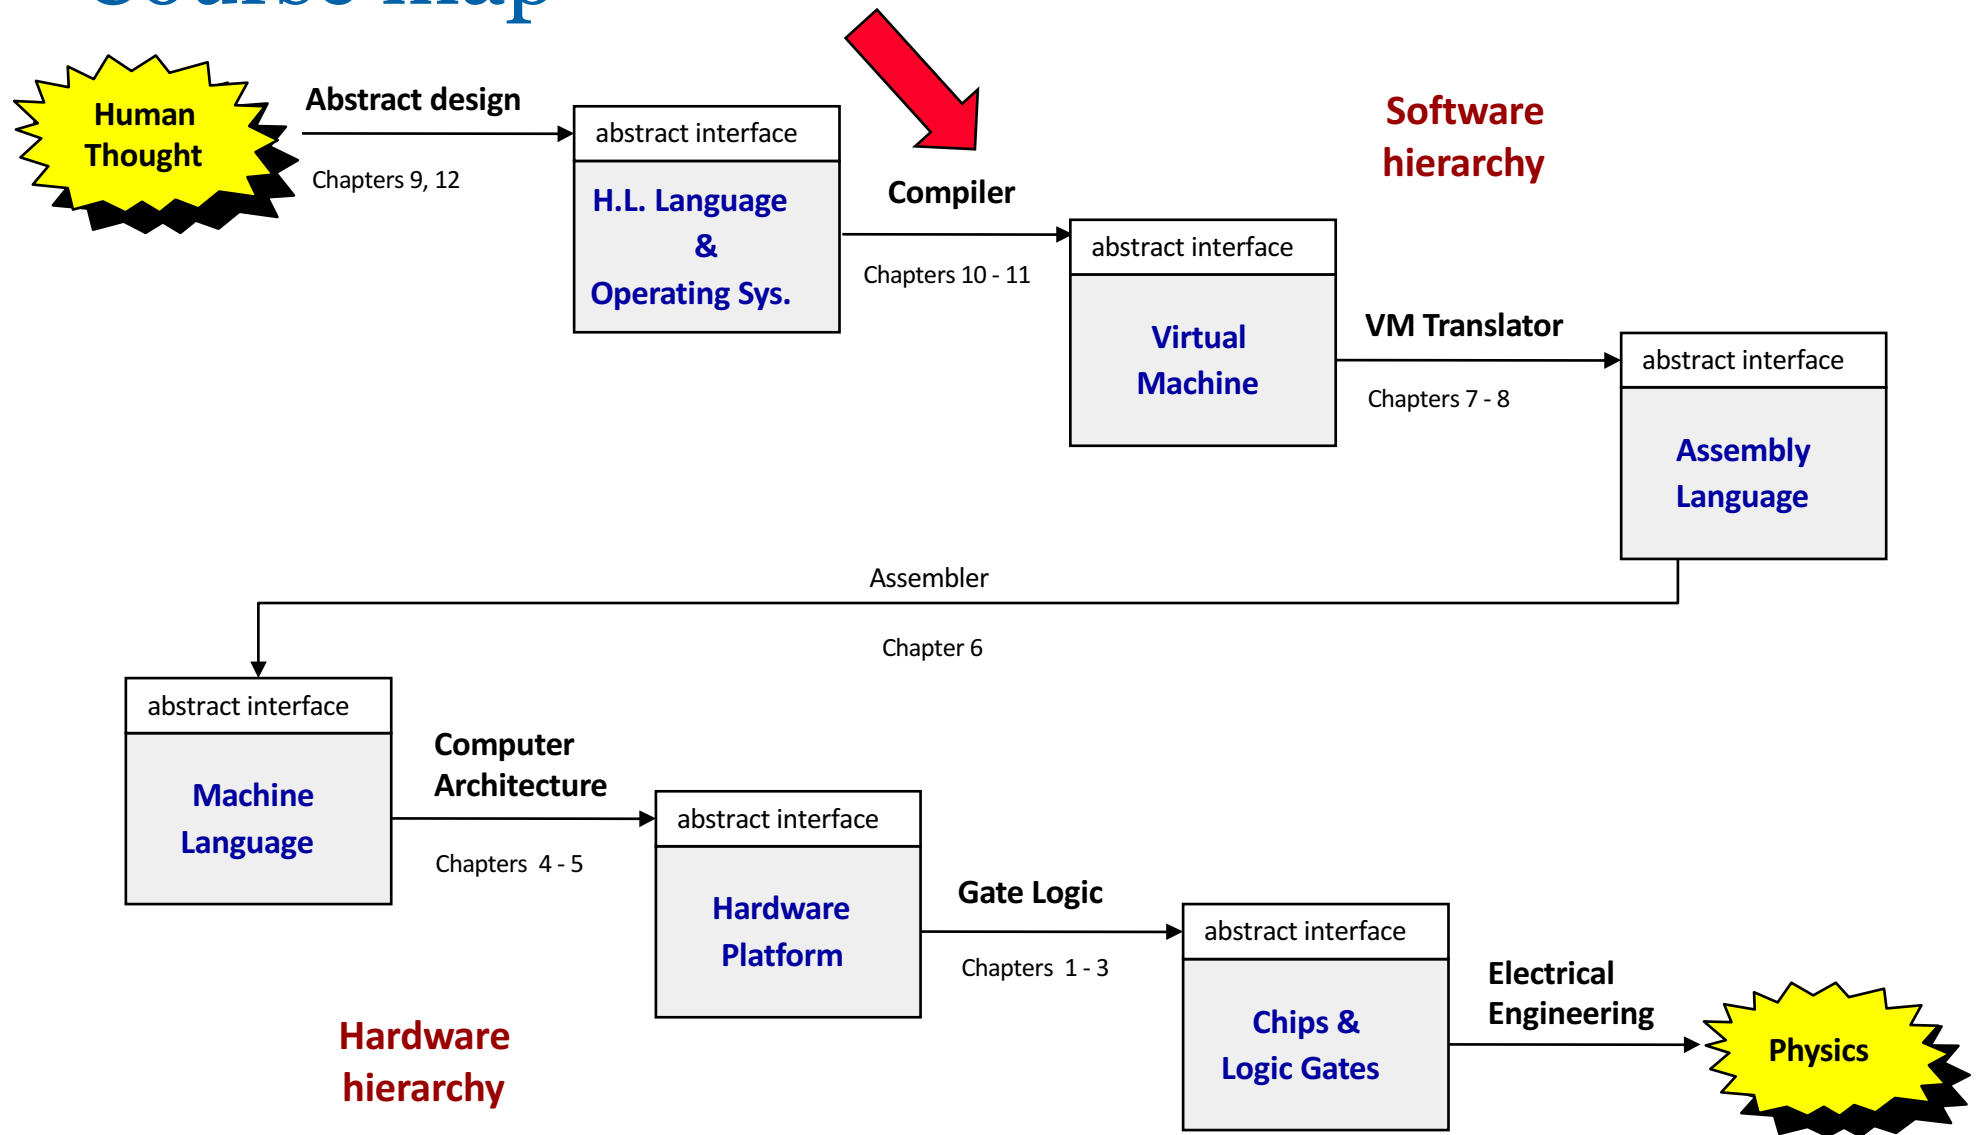 Course map
Human
Thought
Abstract design
Chapters 9, 12
abstract interface
H.L. Language
&
Operating Sys.
Compiler
Chapters 10 - 11
Software
hierarchy
abstract interface
Virtual
Machine
VM Translator
Chapters 7 - 8
abstract interface
Assembly
Language
Assembler
Chapter 6
abstract interface
Machine
Language
Computer
Architecture
Chapters 4 - 5
abstract interface
Hardware
Platform
Gate Logic
Chapters 1 - 3
abstract interface
Chips &
Logic Gates
Electrical
Engineering
Physics
Hardware
hierarchy